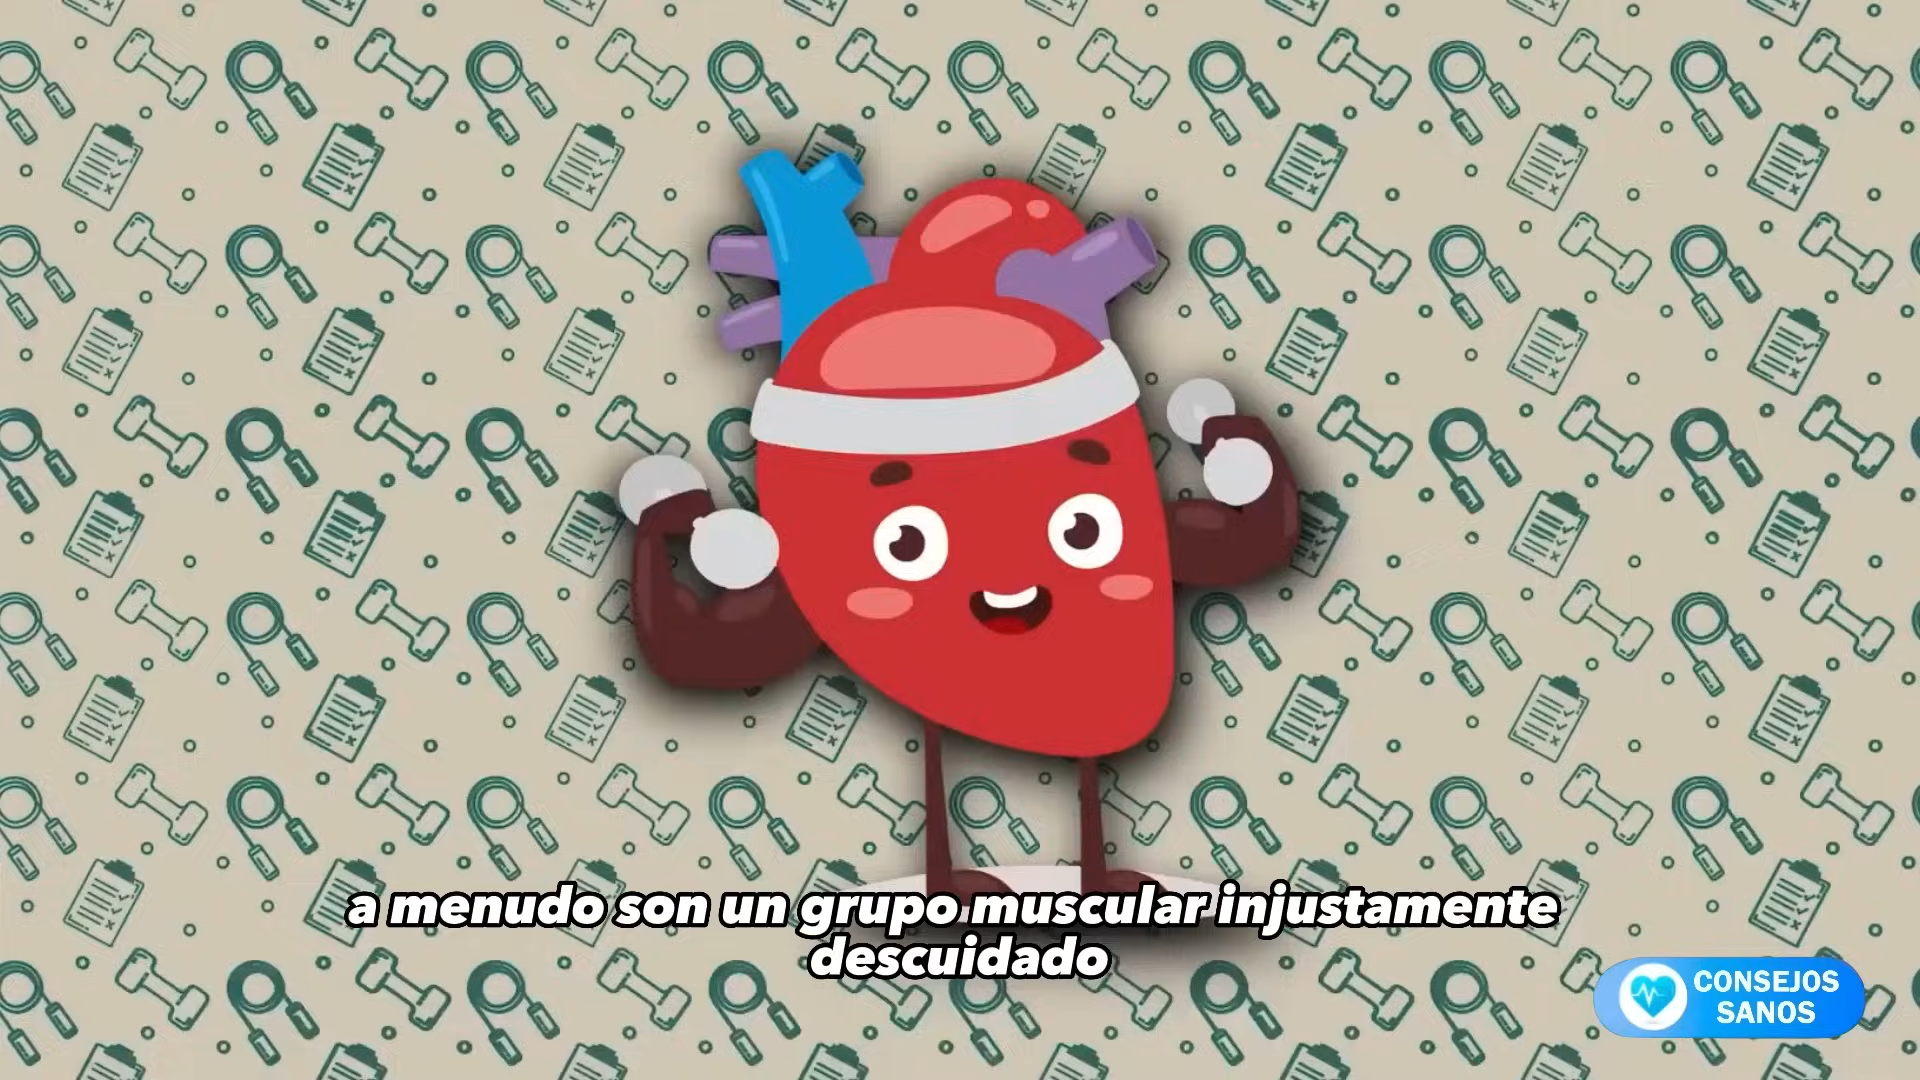 a menudo son un grupo muscular injustamente
descuidado
CONSEJOS
SANOS